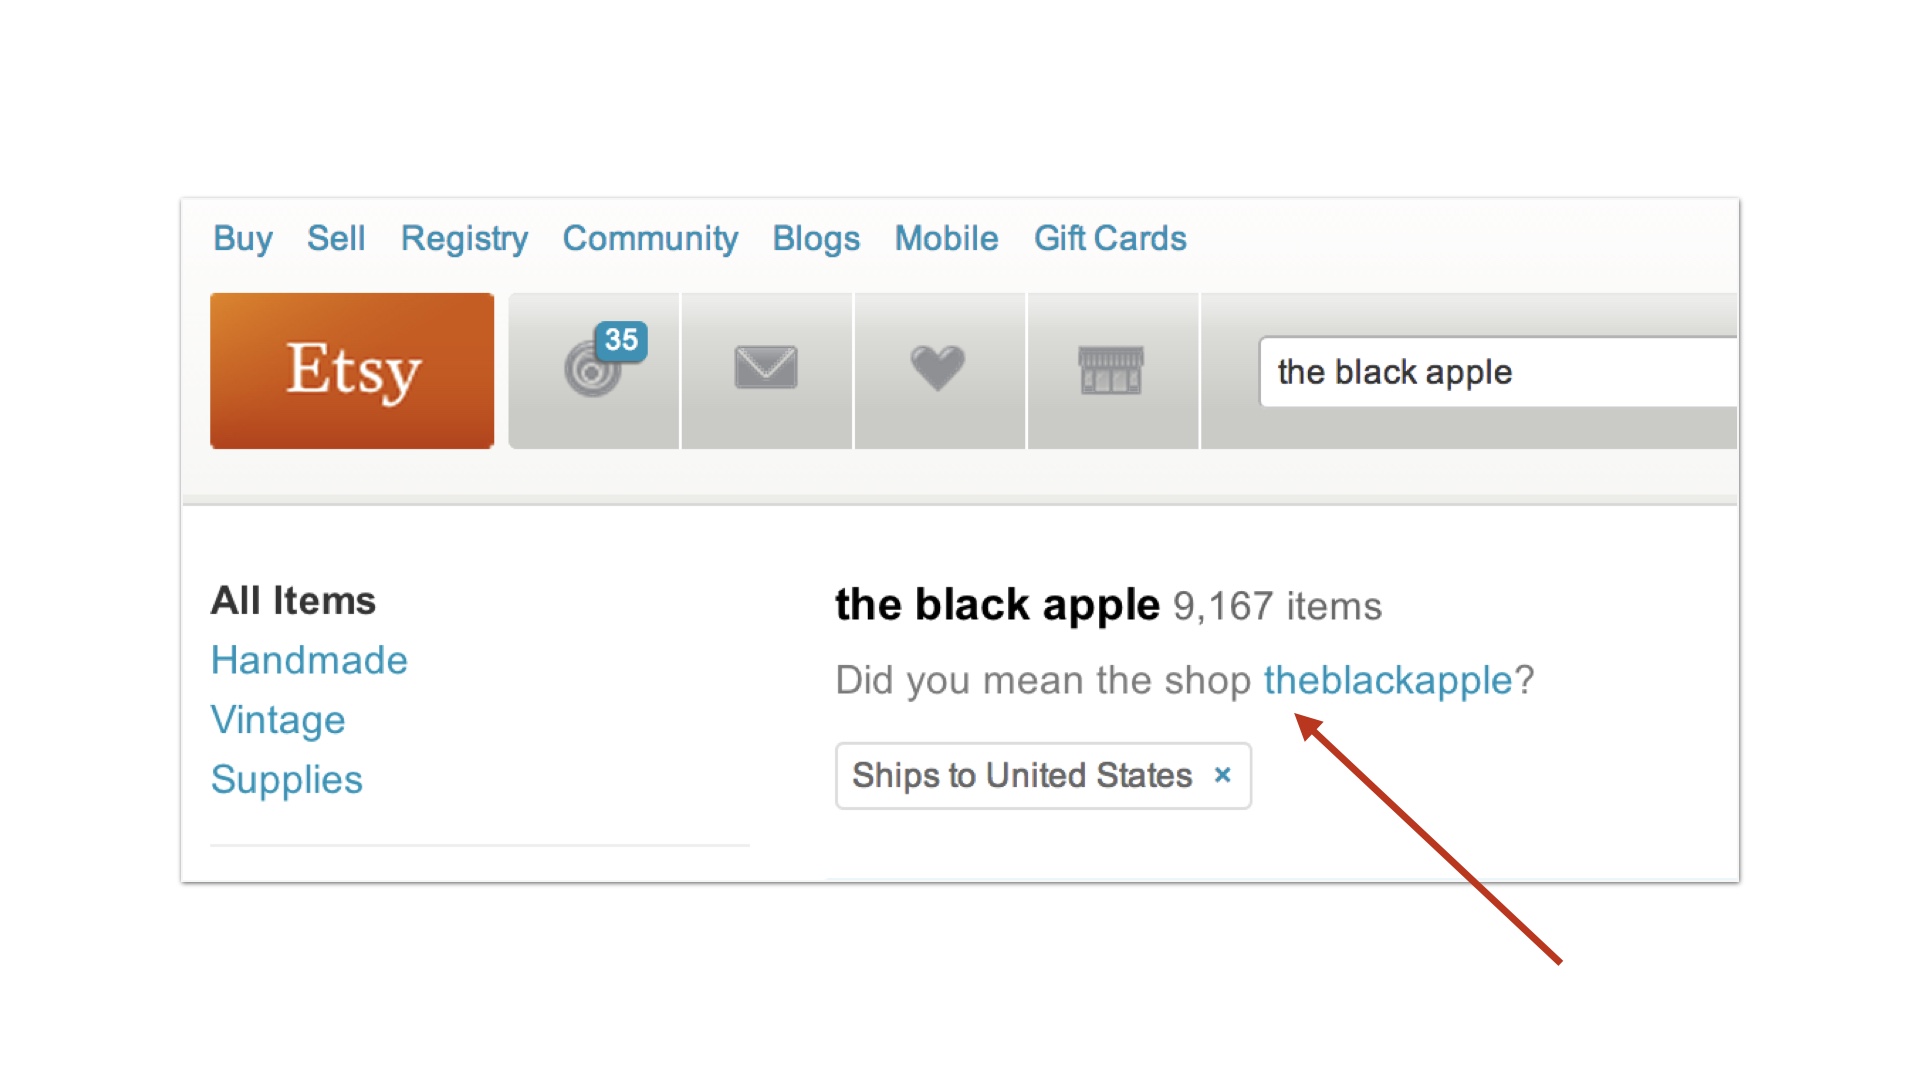 Buy Sell Registry Community Blogs Mobile Gift Cards
Etsy 35 the black apple
All Items
Handmade
Vintage
Supplies
the black apple 9,167 items
Did you mean the shop theblackapple?
Ships to United States ×